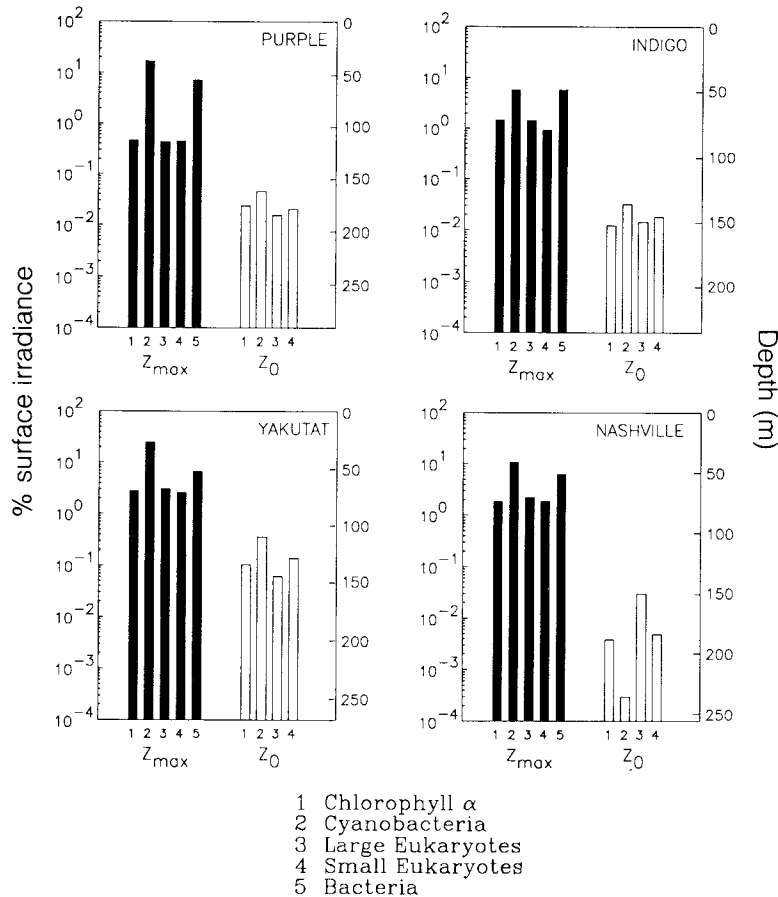 PURPLE
10² 10¹ 10⁰ 10⁻¹ 10⁻² 10⁻³ 10⁻⁴
0 50 100 150 200 250
1 2 3 4 5 1 2 3 4
Zmax Z0
INDIGO
10² 10¹ 10⁰ 10⁻¹ 10⁻² 10⁻³ 10⁻⁴
0 50 100 150 200
1 2 3 4 5 1 2 3 4
Zmax Z0
% surface irradiance
Depth (m)
YAKUTAT
10² 10¹ 10⁰ 10⁻¹ 10⁻² 10⁻³ 10⁻⁴
0 50 100 150 200 250
1 2 3 4 5 1 2 3 4
Zmax Z0
NASHVILLE
10² 10¹ 10⁰ 10⁻¹ 10⁻² 10⁻³ 10⁻⁴
0 50 100 150 200 250
1 2 3 4 5 1 2 3 4
Zmax Z0
1 Chlorophyll α
2 Cyanobacteria
3 Large Eukaryotes
4 Small Eukaryotes
5 Bacteria